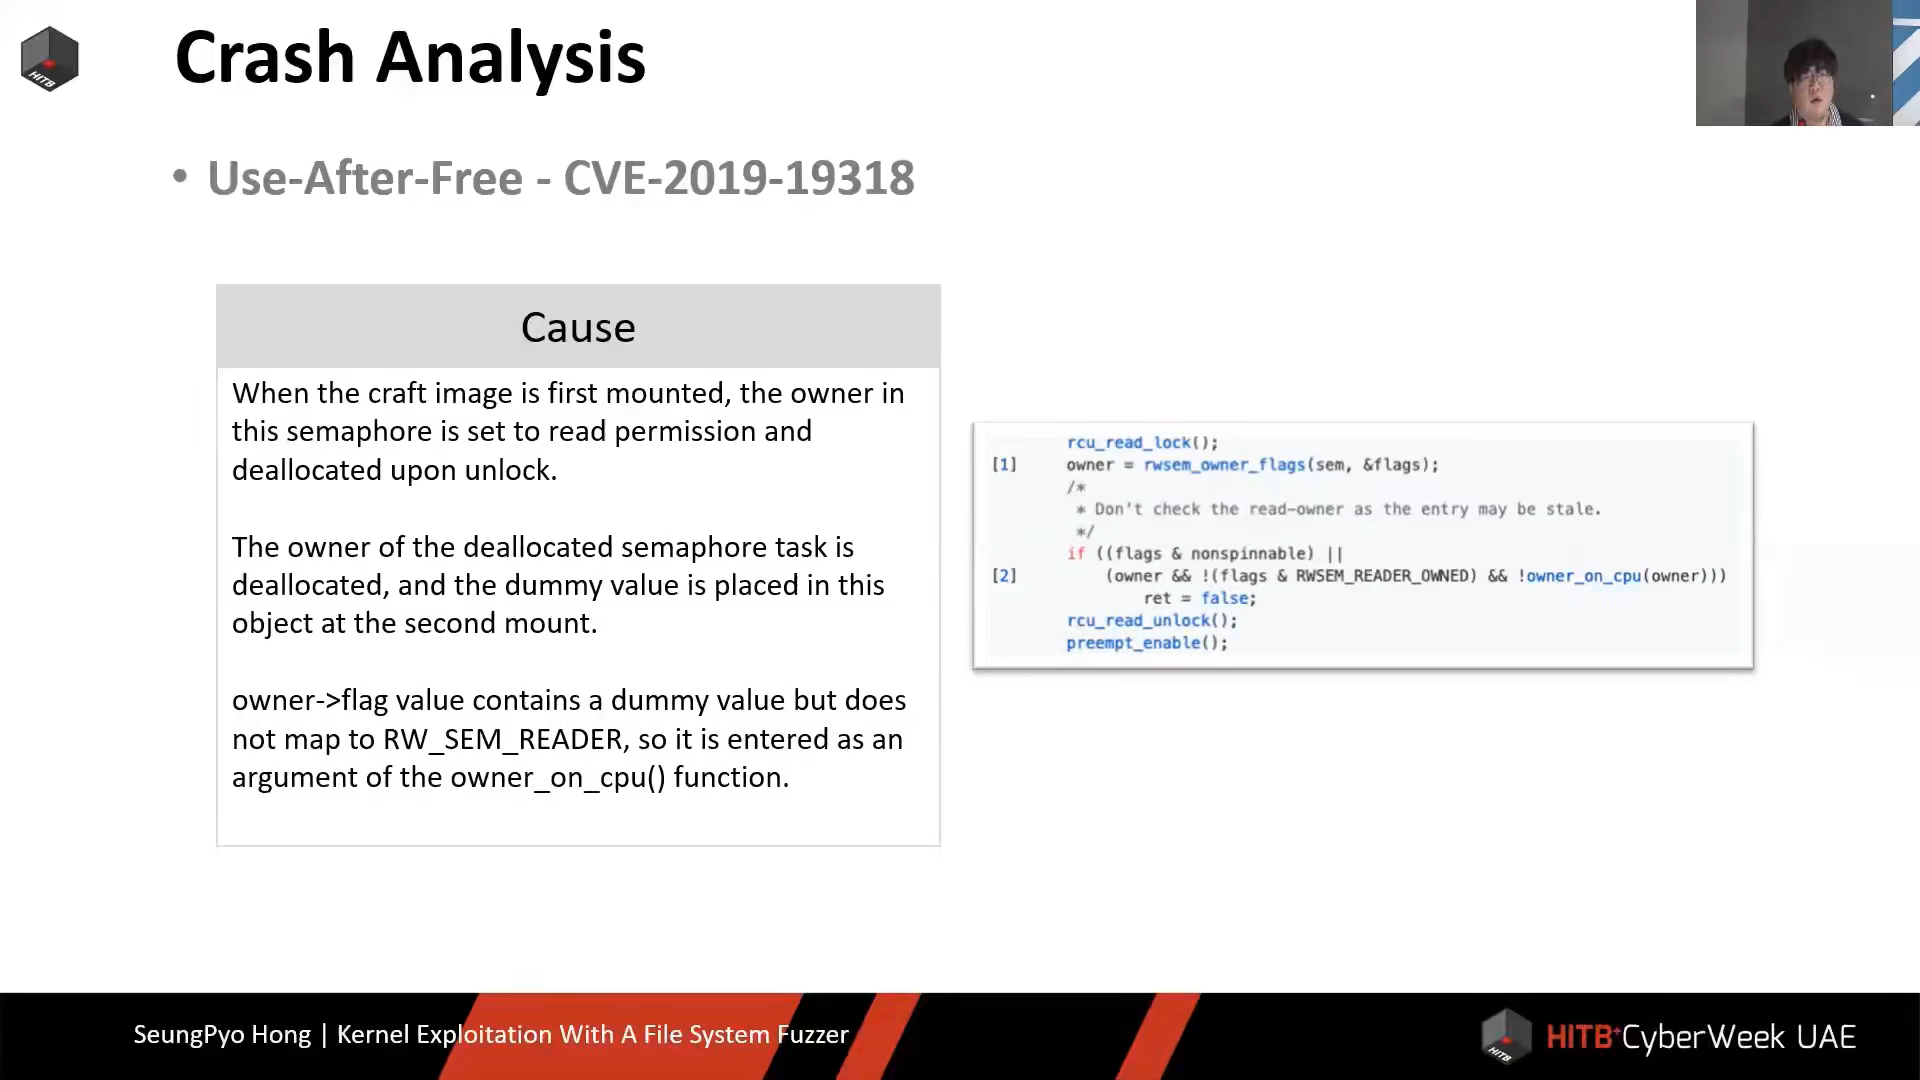 HITB
Crash Analysis
• Use-After-Free - CVE-2019-19318
Cause
When the craft image is first mounted, the owner in
this semaphore is set to read permission and
deallocated upon unlock.
The owner of the deallocated semaphore task is
deallocated, and the dummy value is placed in this
object at the second mount.
owner->flag value contains a dummy value but does
not map to RW_SEM_READER, so it is entered as an
argument of the owner_on_cpu() function.
rcu_read_lock();
[1] owner = rwsem_owner_flags(sem, &flags);
/*
* Don't check the read-owner as the entry may be stale.
*/
if ((flags & nonspinnable) ||
[2] (owner && !(flags & RWSEM_READER_OWNED) && !owner_on_cpu(owner)))
ret = false;
rcu_read_unlock();
preempt_enable();
SeungPyo Hong | Kernel Exploitation With A File System Fuzzer
HITB
HITB+CyberWeek UAE